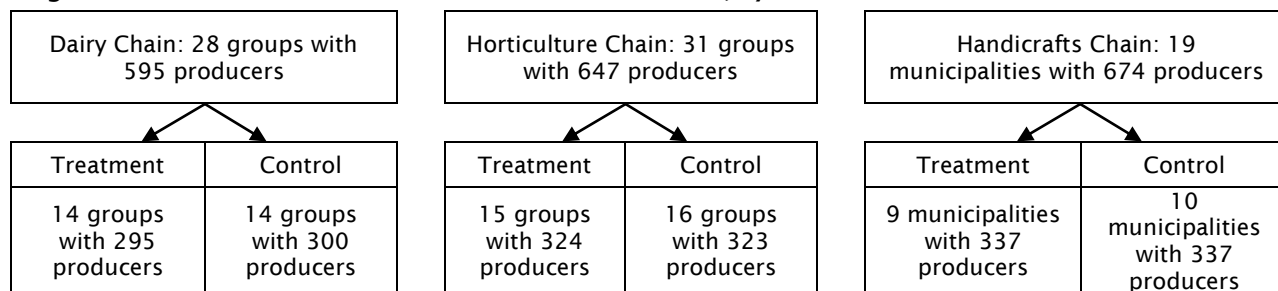 Dairy Chain: 28 groups with
595 producers
Horticulture Chain: 31 groups
with 647 producers
Handicrafts Chain: 19
municipalities with 674 producers
Treatment
Control
Treatment
Control
Treatment
Control
14 groups
with 295
producers
14 groups
with 300
producers
15 groups
with 324
producers
16 groups
with 323
producers
9 municipalities
with 337
producers
10
municipalities
with 337
producers